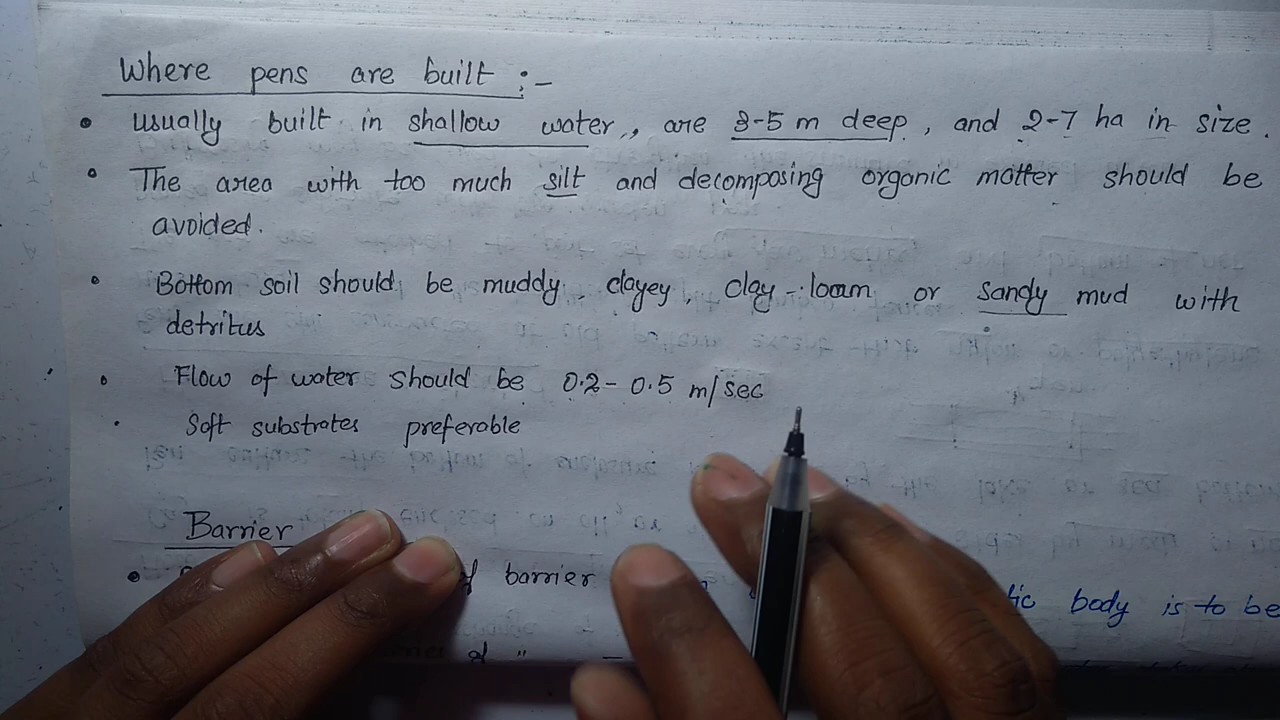 Where pens are built :-
• usually built in shallow water, are 3-5 m deep, and 2-7 ha in size.
• The area with too much silt and decomposing organic matter should be
avoided.
• Bottom soil should be muddy, clayey, clay-loam or sandy mud with
detritus
• Flow of water should be 0.2-0.5 m/sec
• Soft substrates preferable
Barrier
• of barrier body is to be
of " -